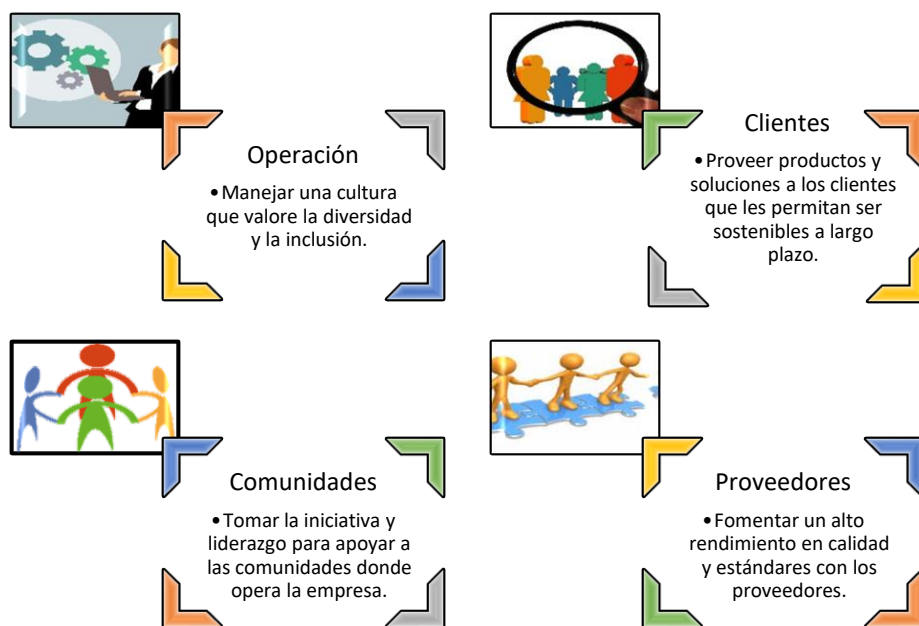 Operación
•Manejar una cultura
que valore la diversidad
y la inclusión.
Clientes
•Proveer productos y
soluciones a los clientes
que les permitan ser
sostenibles a largo
plazo.
Comunidades
•Tomar la iniciativa y
liderazgo para apoyar a
las comunidades donde
opera la empresa.
Proveedores
•Fomentar un alto
rendimiento en calidad
y estándares con los
proveedores.